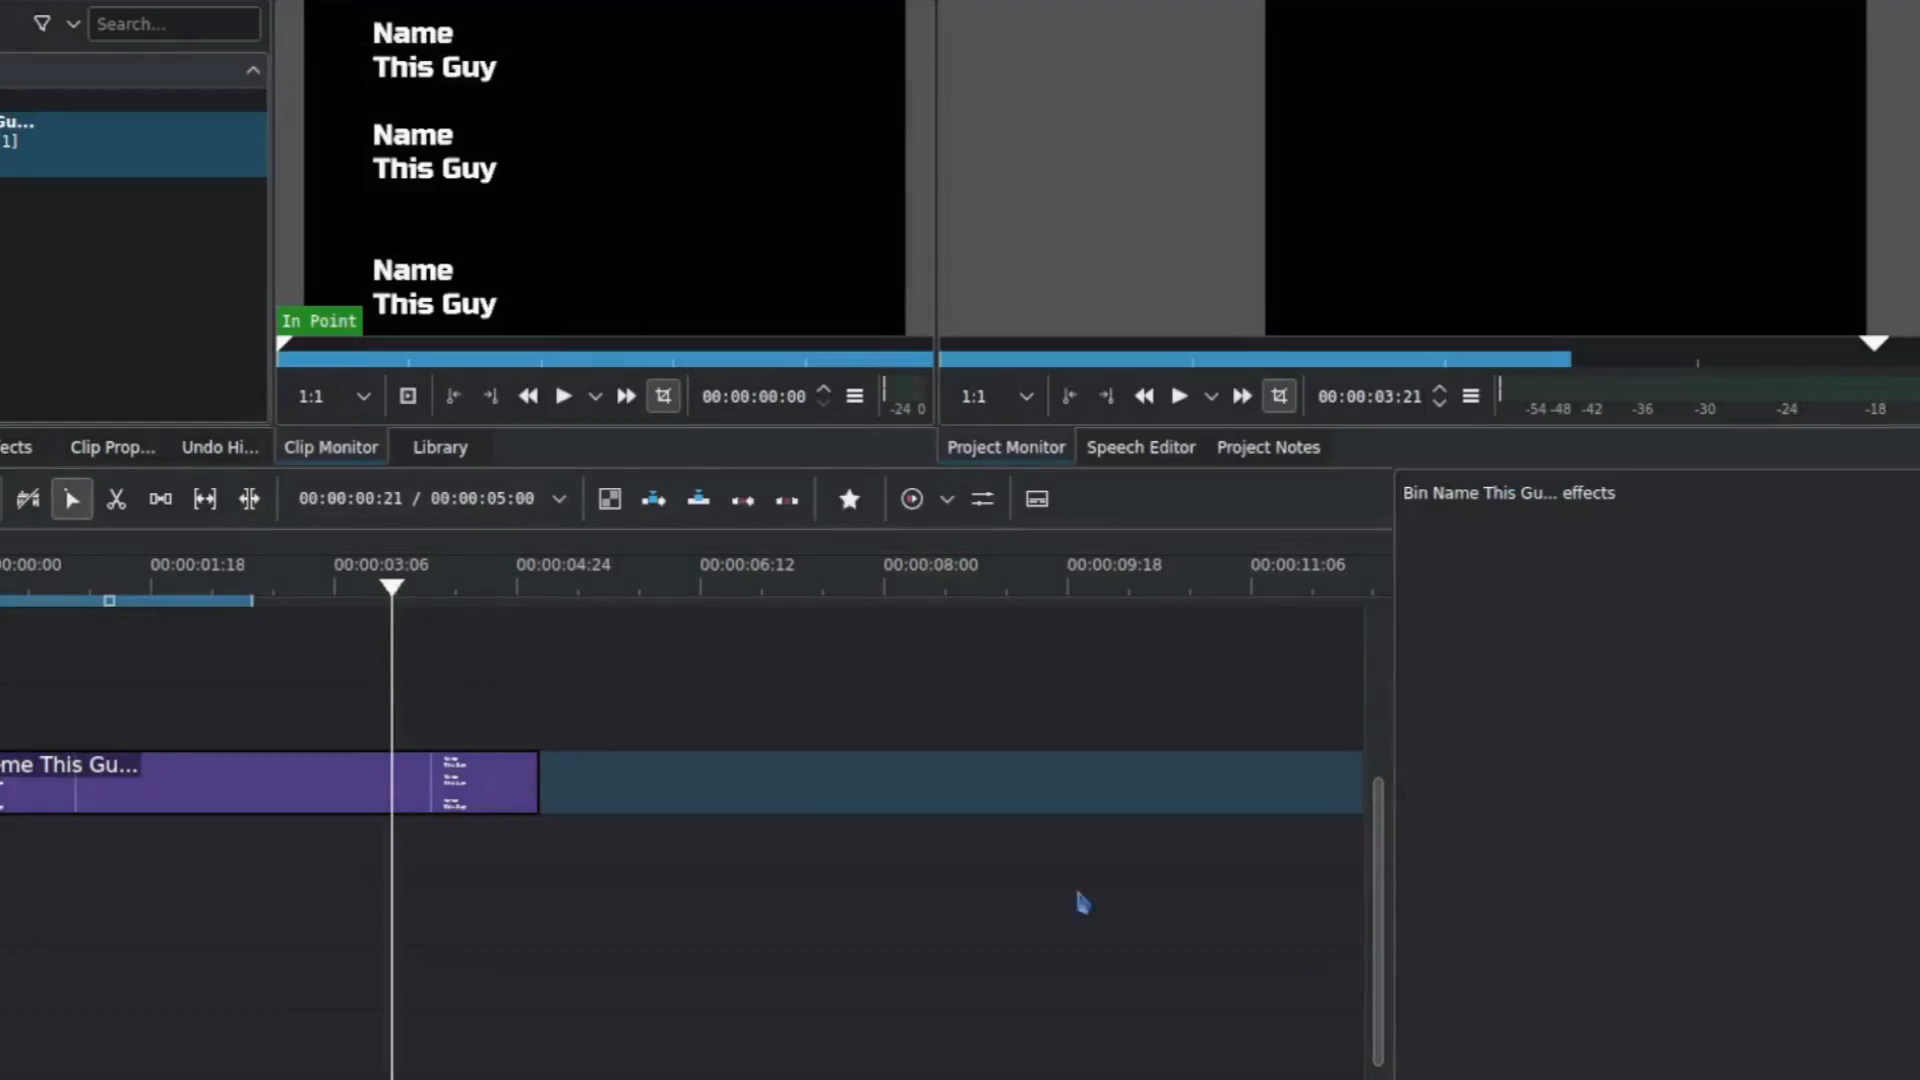 Search...
Gu...
1]
Name
This Guy
Name
This Guy
Name
This Guy
In Point
1:1
00:00:00:00
-24 0
1:1
00:00:03:21
-54 -48 -42 -36 -30 -24 -18
ects
Clip Prop...
Undo Hi...
Clip Monitor
Library
Project Monitor
Speech Editor
Project Notes
00:00:00:21 / 00:00:05:00
Bin Name This Gu... effects
00:00:00
00:00:01:18
00:00:03:06
00:00:04:24
00:00:06:12
00:00:08:00
00:00:09:18
00:00:11:06
me This Gu...